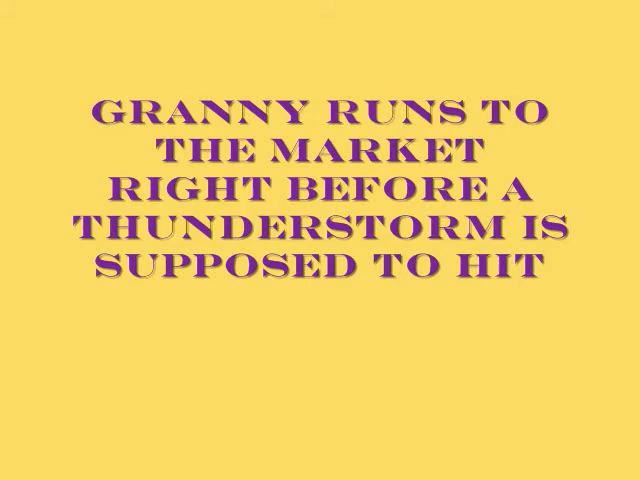 GRANNY RUNS TO
THE MARKET
RIGHT BEFORE A
THUNDERSTORM IS
SUPPOSED TO HIT